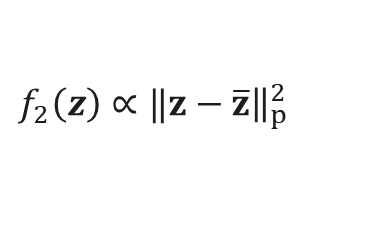 f₂(z) ∝ ‖z − z̄‖²ₚ